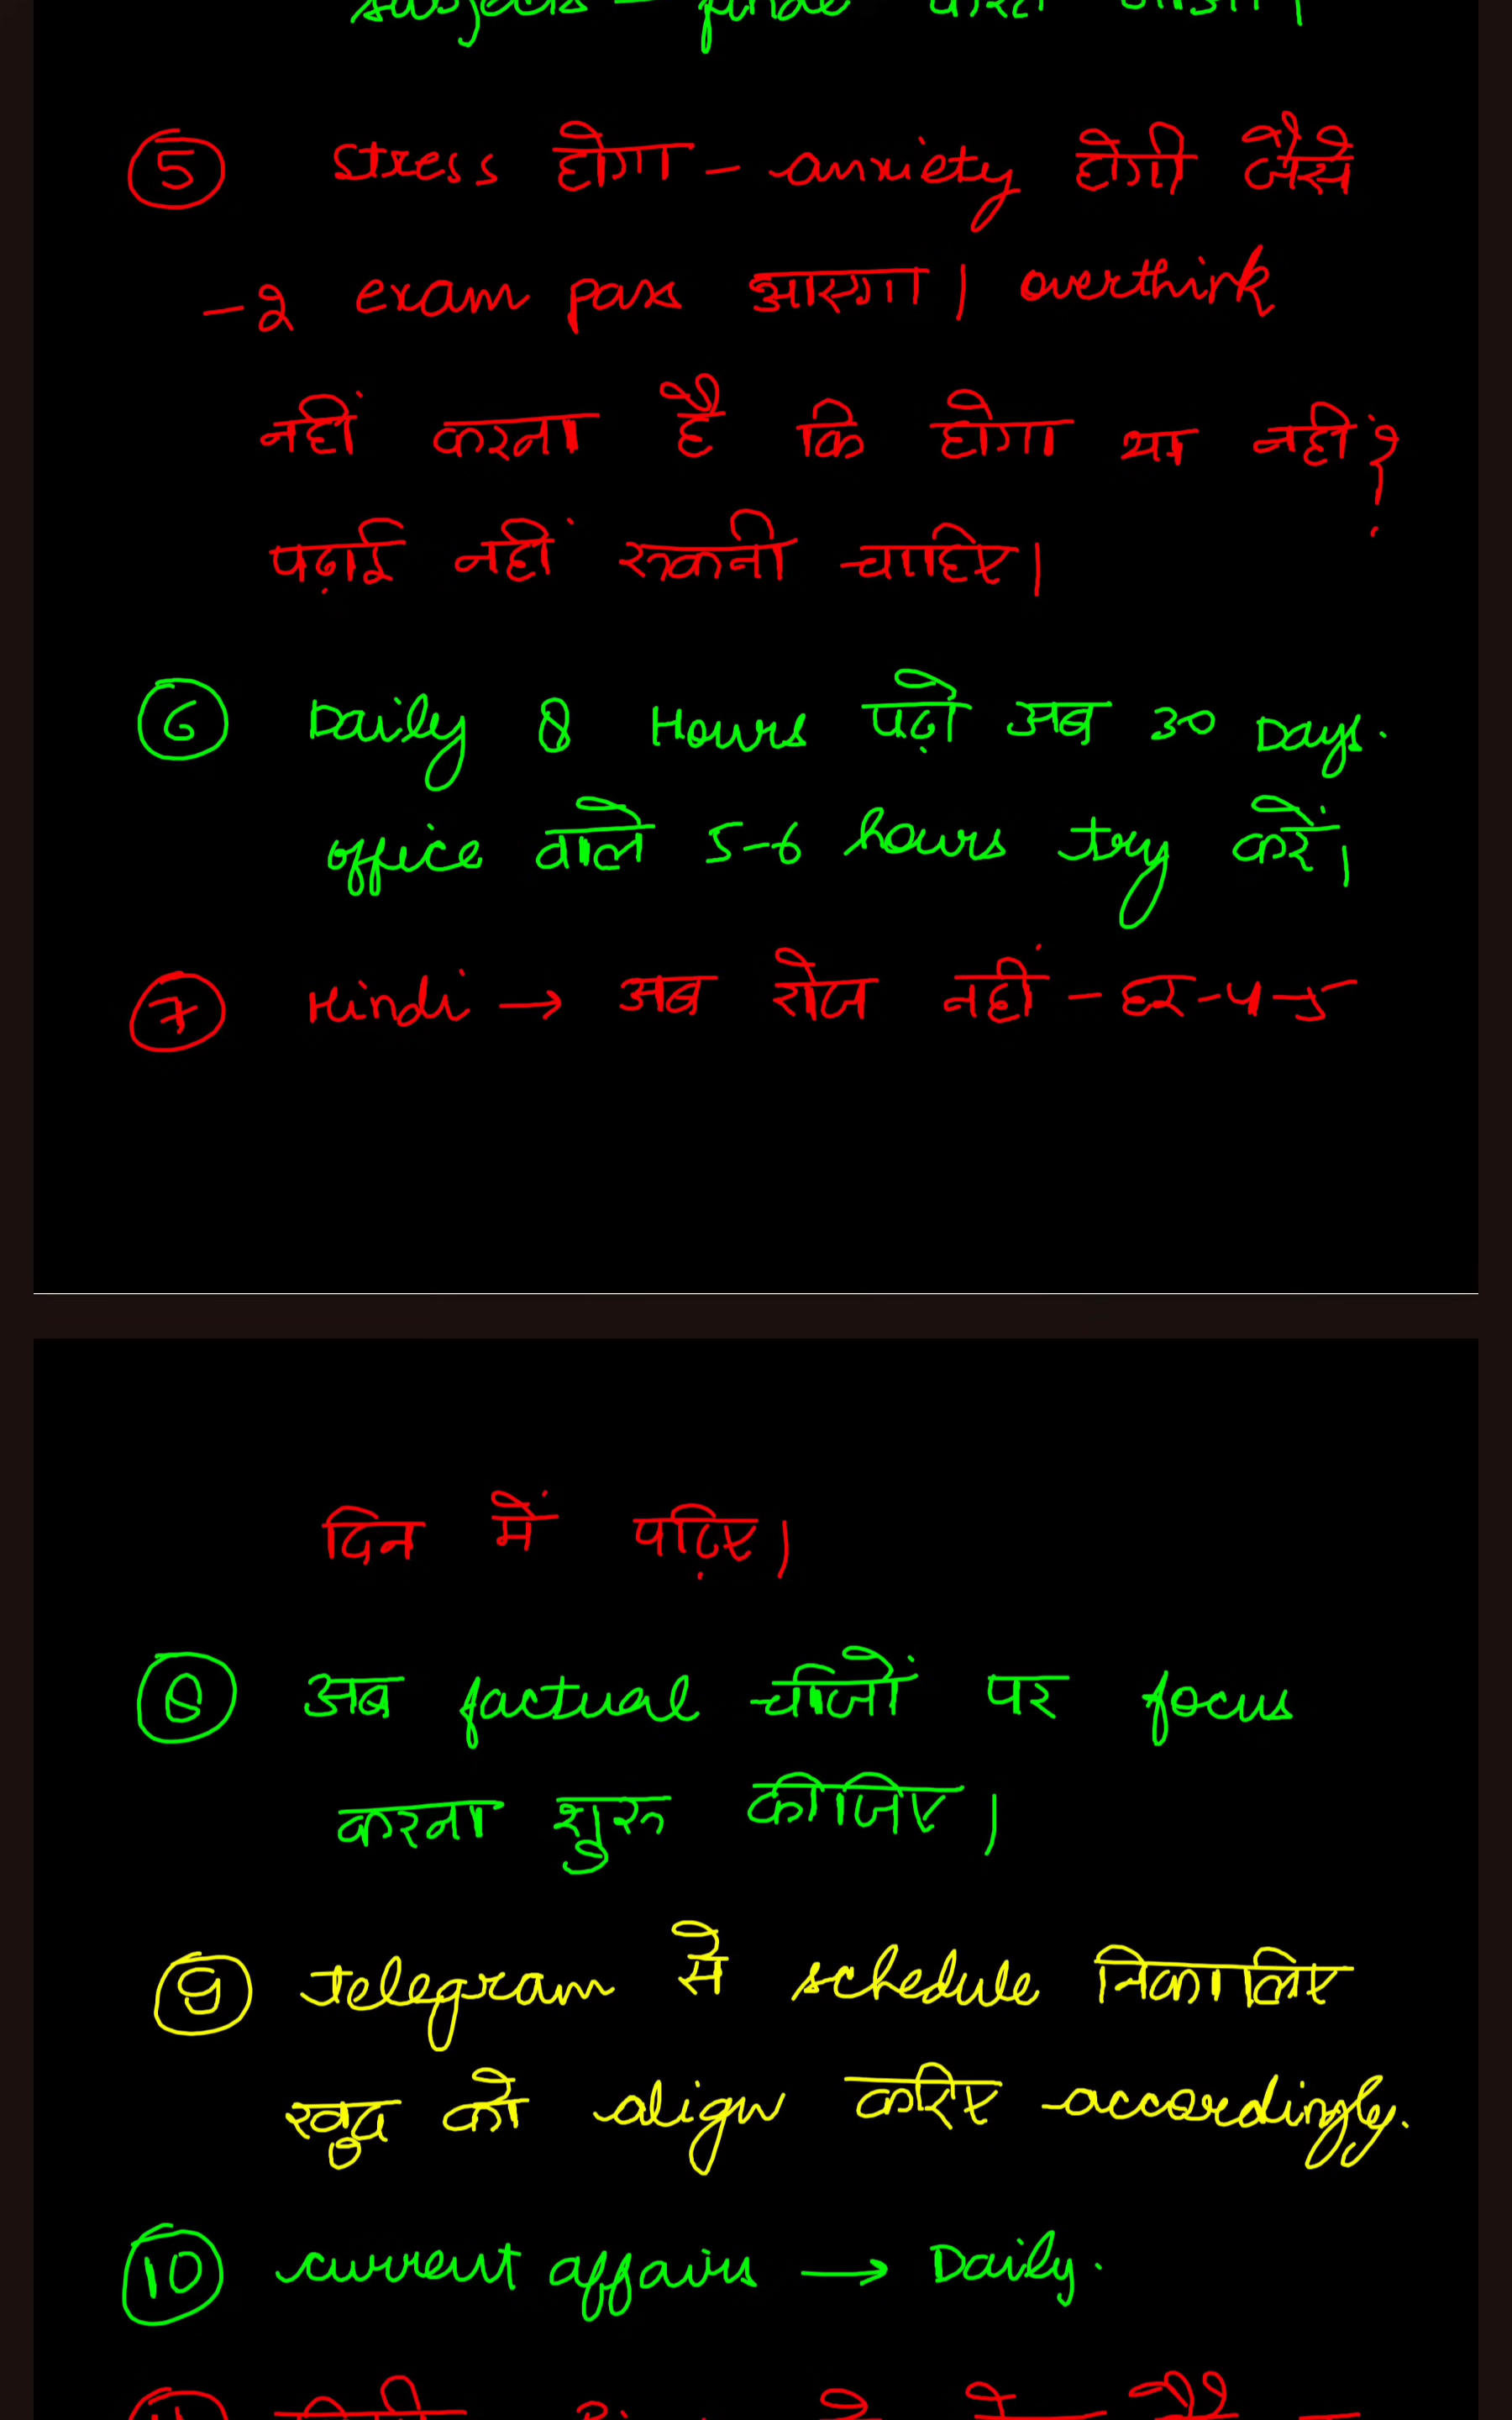 subjects -
⑤ stress होगा - anxiety होगी जैसे
-2 exam pass आएगा। overthink
नहीं करना है कि होगा या नहीं?
पढ़ाई नहीं रूकनी चाहिए।
⑥ Daily 8 Hours पढ़ो अब 30 Days.
office वाले 5-6 hours try करें।
⑦ Hindi → अब रोज नहीं - हर-4-5
दिन में पढ़िए।
⑧ अब factual चीजों पर focus
करना शुरू कीजिए।
⑨ Telegram से schedule निकालिए
खुद को align करिए accordingly.
⑩ current affairs → Daily.